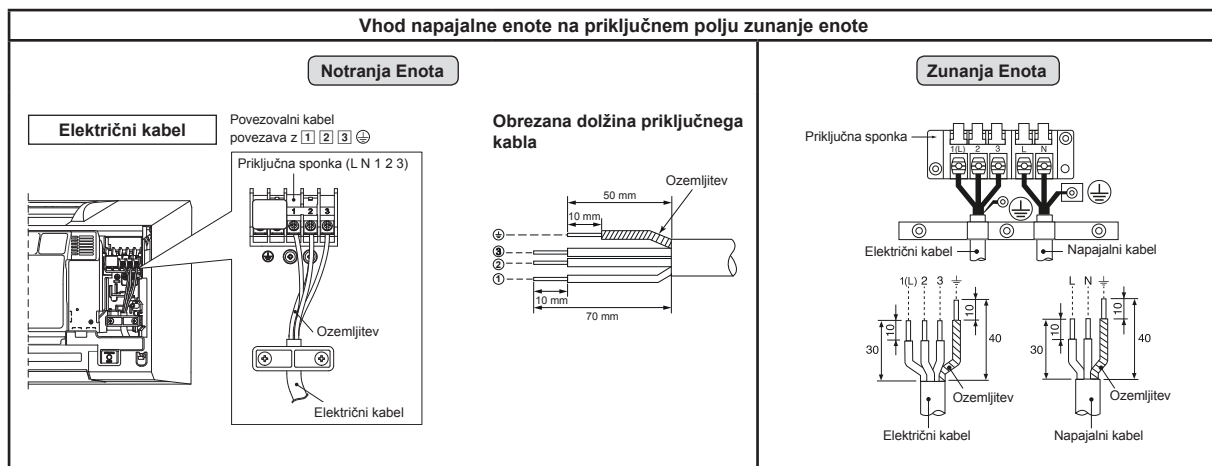 Vhod napajalne enote na priključnem polju zunanje enote
Notranja Enota
Električni kabel
Povezovalni kabel
povezava z 1 2 3 ⏚
Priključna sponka (L N 1 2 3)
1 2 3
Ozemljitev
Električni kabel
Obrezana dolžina priključnega
kabla
Ozemljitev
50 mm
10 mm
⏚
③
②
①
10 mm
70 mm
Zunanja Enota
Priključna sponka
1(L) 2 3 L N
Električni kabel
Napajalni kabel
1(L) 2 3 ⏚
10
10
30
40
Ozemljitev
Električni kabel
L N ⏚
10
10
30
40
Ozemljitev
Napajalni kabel